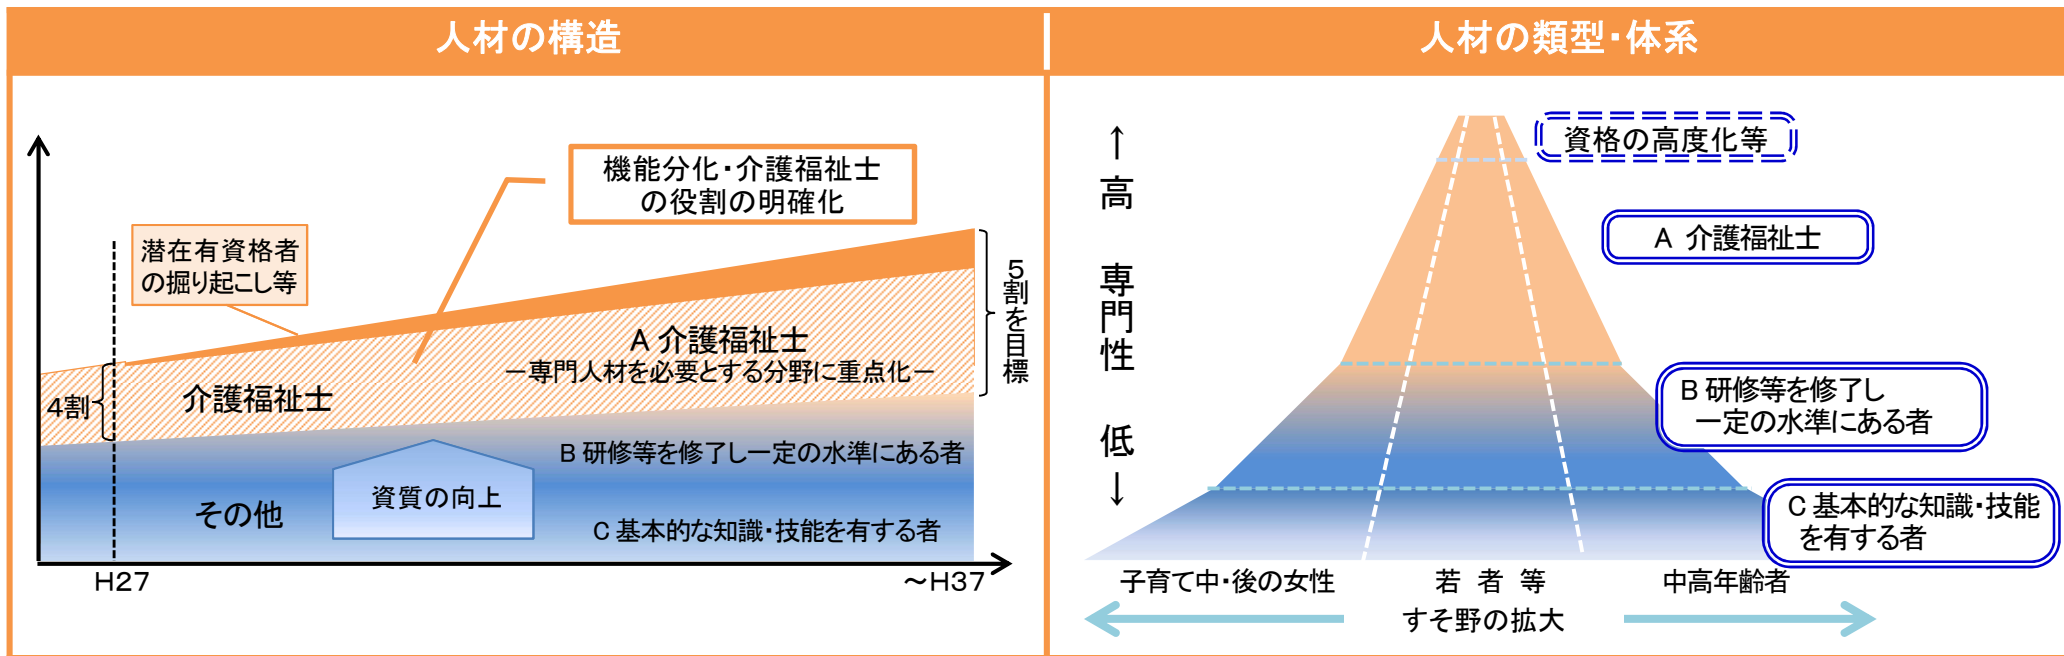 人材の構造
機能分化・介護福祉士
の役割の明確化
潜在有資格者
の掘り起こし等
5割を目標
A 介護福祉士
－専門人材を必要とする分野に重点化－
4割
介護福祉士
B 研修等を修了し一定の水準にある者
資質の向上
その他
C 基本的な知識・技能を有する者
H27
～H37
人材の類型・体系
↑高 専門性 低↓
資格の高度化等
A 介護福祉士
B 研修等を修了し
一定の水準にある者
C 基本的な知識・技能
を有する者
子育て中・後の女性
若者等
中高年齢者
すそ野の拡大